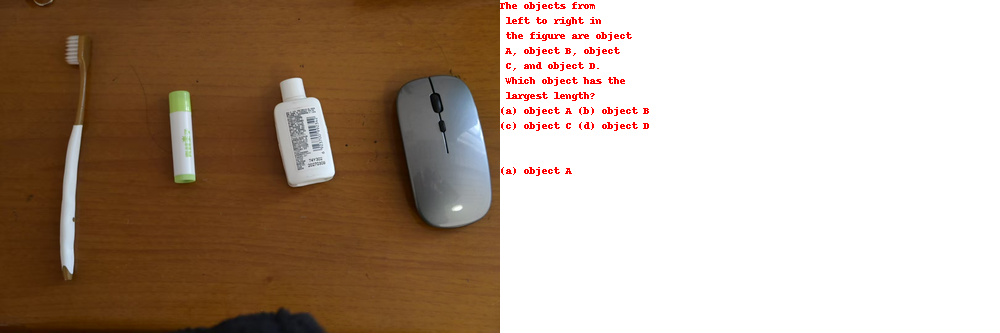 The objects from
left to right in
the figure are object
A, object B, object
C, and object D.
Which object has the
largest length?
(a) object A (b) object B
(c) object C (d) object D
(a) object A